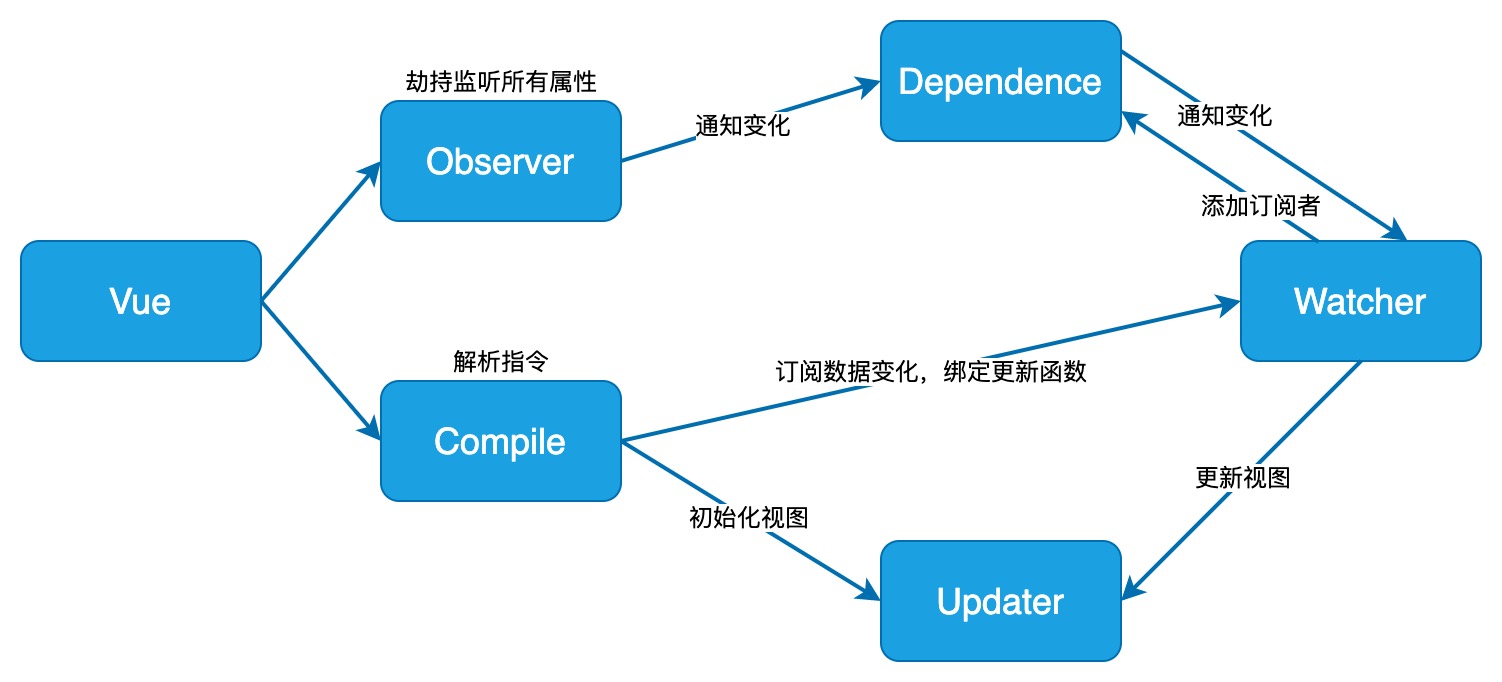 Dependence
劫持监听所有属性
通知变化
通知变化
Observer
添加订阅者
Vue
Watcher
解析指令
订阅数据变化，绑定更新函数
Compile
更新视图
初始化视图
Updater